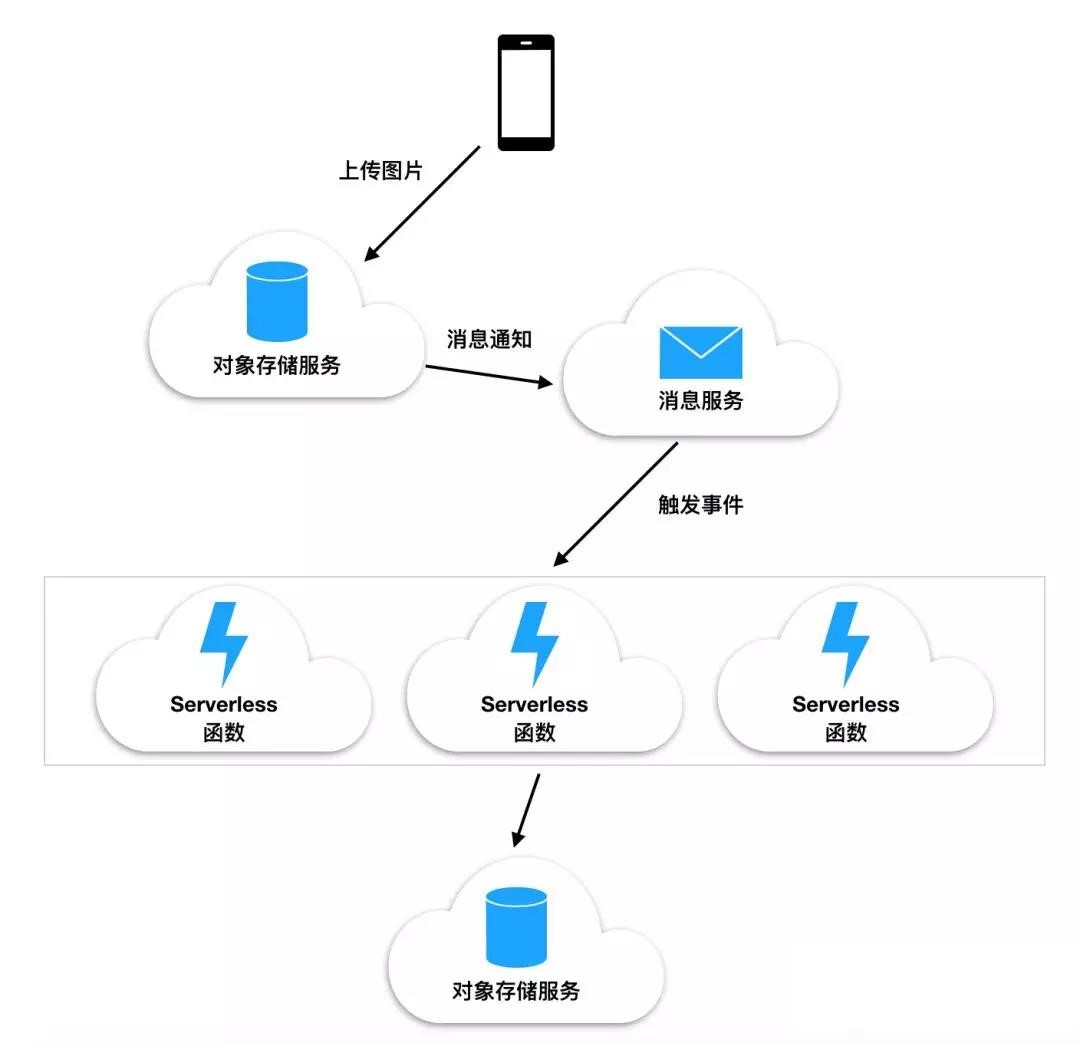 上传图片
对象存储服务
消息通知
消息服务
触发事件
Serverless
函数
Serverless
函数
Serverless
函数
对象存储服务